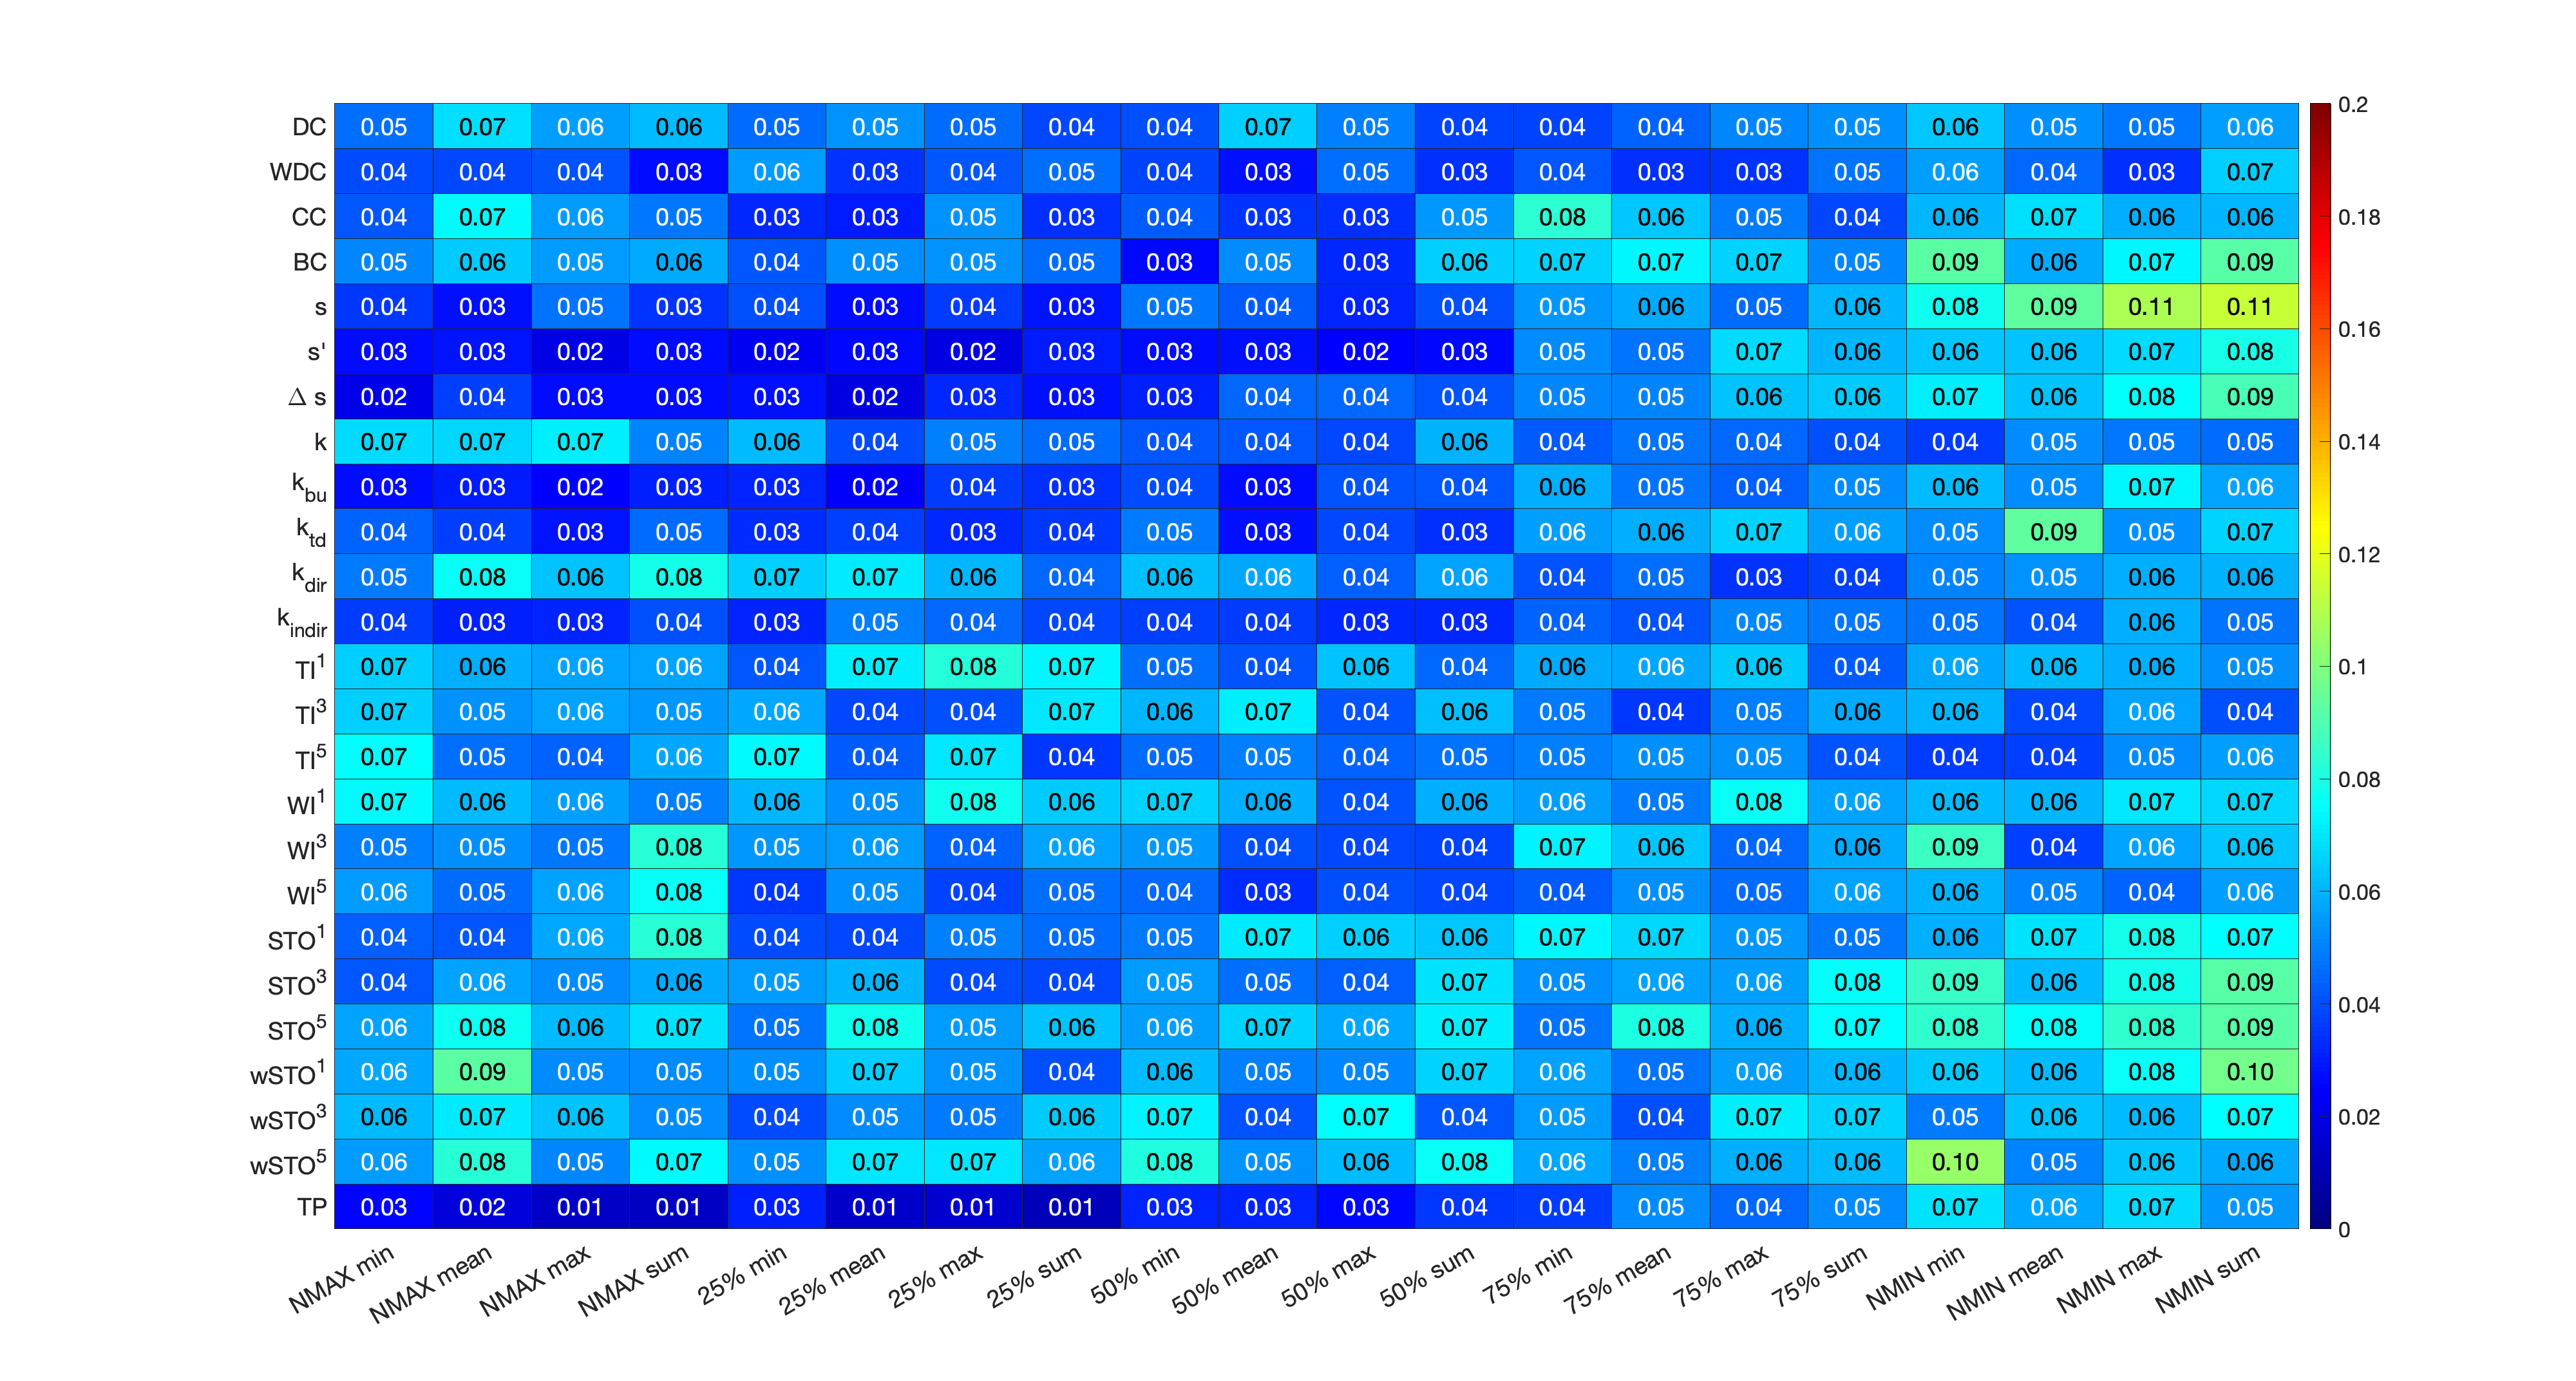 DC 0.05 0.07 0.06 0.06 0.05 0.05 0.05 0.04 0.04 0.07 0.05 0.04 0.04 0.04 0.05 0.05 0.06 0.05 0.05 0.06
WDC 0.04 0.04 0.04 0.03 0.06 0.03 0.04 0.05 0.04 0.03 0.05 0.03 0.04 0.03 0.03 0.05 0.06 0.04 0.03 0.07
CC 0.04 0.07 0.06 0.05 0.03 0.03 0.05 0.03 0.04 0.03 0.03 0.05 0.08 0.06 0.05 0.04 0.06 0.07 0.06 0.06
BC 0.05 0.06 0.05 0.06 0.04 0.05 0.05 0.05 0.03 0.05 0.03 0.06 0.07 0.07 0.07 0.05 0.09 0.06 0.07 0.09
s 0.04 0.03 0.05 0.03 0.04 0.03 0.04 0.03 0.05 0.04 0.03 0.04 0.05 0.06 0.05 0.06 0.08 0.09 0.11 0.11
s' 0.03 0.03 0.02 0.03 0.02 0.03 0.02 0.03 0.03 0.03 0.02 0.03 0.05 0.05 0.07 0.06 0.06 0.06 0.07 0.08
Δ s 0.02 0.04 0.03 0.03 0.03 0.02 0.03 0.03 0.03 0.04 0.04 0.04 0.05 0.05 0.06 0.06 0.07 0.06 0.08 0.09
k 0.07 0.07 0.07 0.05 0.06 0.04 0.05 0.05 0.04 0.04 0.04 0.06 0.04 0.05 0.04 0.04 0.04 0.05 0.05 0.05
k_bu 0.03 0.03 0.02 0.03 0.03 0.02 0.04 0.03 0.04 0.03 0.04 0.04 0.06 0.05 0.04 0.05 0.06 0.05 0.07 0.06
k_td 0.04 0.04 0.03 0.05 0.03 0.04 0.03 0.04 0.05 0.03 0.04 0.03 0.06 0.06 0.07 0.06 0.05 0.09 0.05 0.07
k_dir 0.05 0.08 0.06 0.08 0.07 0.07 0.06 0.04 0.06 0.06 0.04 0.06 0.04 0.05 0.03 0.04 0.05 0.05 0.06 0.06
k_indir 0.04 0.03 0.03 0.04 0.03 0.05 0.04 0.04 0.04 0.04 0.03 0.03 0.04 0.04 0.05 0.05 0.05 0.04 0.06 0.05
TI^1 0.07 0.06 0.06 0.06 0.04 0.07 0.08 0.07 0.05 0.04 0.06 0.04 0.06 0.06 0.06 0.04 0.06 0.06 0.06 0.05
TI^3 0.07 0.05 0.06 0.05 0.06 0.04 0.04 0.07 0.06 0.07 0.04 0.06 0.05 0.04 0.05 0.06 0.06 0.04 0.06 0.04
TI^5 0.07 0.05 0.04 0.06 0.07 0.04 0.07 0.04 0.05 0.05 0.04 0.05 0.05 0.05 0.05 0.04 0.04 0.04 0.05 0.06
WI^1 0.07 0.06 0.06 0.05 0.06 0.05 0.08 0.06 0.07 0.06 0.04 0.06 0.06 0.05 0.08 0.06 0.06 0.06 0.07 0.07
WI^3 0.05 0.05 0.05 0.08 0.05 0.06 0.04 0.06 0.05 0.04 0.04 0.04 0.07 0.06 0.04 0.06 0.09 0.04 0.06 0.06
WI^5 0.06 0.05 0.06 0.08 0.04 0.05 0.04 0.05 0.04 0.03 0.04 0.04 0.04 0.05 0.05 0.06 0.06 0.05 0.04 0.06
STO^1 0.04 0.04 0.06 0.08 0.04 0.04 0.05 0.05 0.05 0.07 0.06 0.06 0.07 0.07 0.05 0.05 0.06 0.07 0.08 0.07
STO^3 0.04 0.06 0.05 0.06 0.05 0.06 0.04 0.04 0.05 0.05 0.04 0.07 0.05 0.06 0.06 0.08 0.09 0.06 0.08 0.09
STO^5 0.06 0.08 0.06 0.07 0.05 0.08 0.05 0.06 0.06 0.07 0.06 0.07 0.05 0.08 0.06 0.07 0.08 0.08 0.08 0.09
wSTO^1 0.06 0.09 0.05 0.05 0.05 0.07 0.05 0.04 0.06 0.05 0.05 0.07 0.06 0.05 0.06 0.06 0.06 0.06 0.08 0.10
wSTO^3 0.06 0.07 0.06 0.05 0.04 0.05 0.05 0.06 0.07 0.04 0.07 0.04 0.05 0.04 0.07 0.07 0.05 0.06 0.06 0.07
wSTO^5 0.06 0.08 0.05 0.07 0.05 0.07 0.07 0.06 0.08 0.05 0.06 0.08 0.06 0.05 0.06 0.06 0.10 0.05 0.06 0.06
TP 0.03 0.02 0.01 0.01 0.03 0.01 0.01 0.01 0.03 0.03 0.03 0.04 0.04 0.05 0.04 0.05 0.07 0.06 0.07 0.05
NMAX min NMAX mean NMAX max NMAX sum 25% min 25% mean 25% max 25% sum 50% min 50% mean 50% max 50% sum 75% min 75% mean 75% max 75% sum NMIN min NMIN mean NMIN max NMIN sum
0.2
0.18
0.16
0.14
0.12
0.1
0.08
0.06
0.04
0.02
0